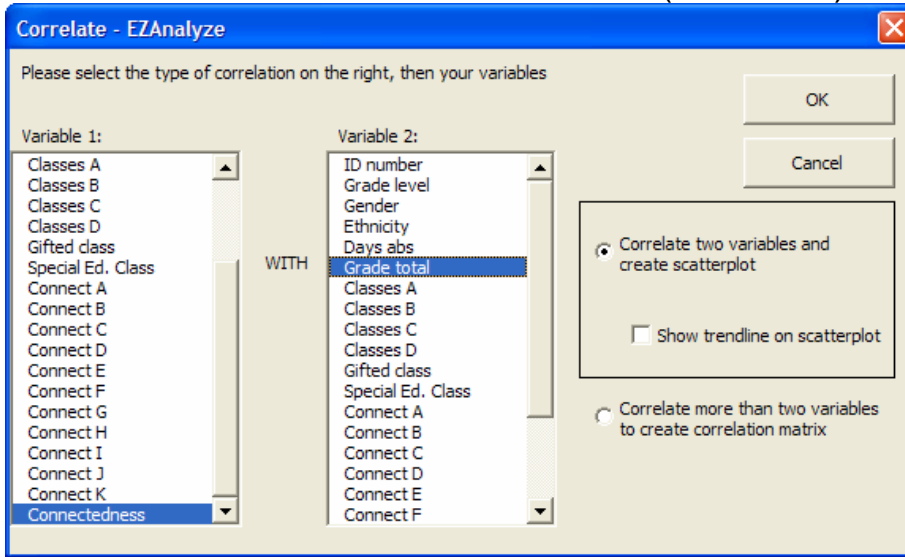 Correlate - EZAnalyze
Please select the type of correlation on the right, then your variables
OK
Cancel
Variable 1:
Classes A
Classes B
Classes C
Classes D
Gifted class
Special Ed. Class
Connect A
Connect B
Connect C
Connect D
Connect E
Connect F
Connect G
Connect H
Connect I
Connect J
Connect K
Connectedness
WITH
Variable 2:
ID number
Grade level
Gender
Ethnicity
Days abs
Grade total
Classes A
Classes B
Classes C
Classes D
Gifted class
Special Ed. Class
Connect A
Connect B
Connect C
Connect D
Connect E
Connect F
Correlate two variables and
create scatterplot
Show trendline on scatterplot
Correlate more than two variables
to create correlation matrix